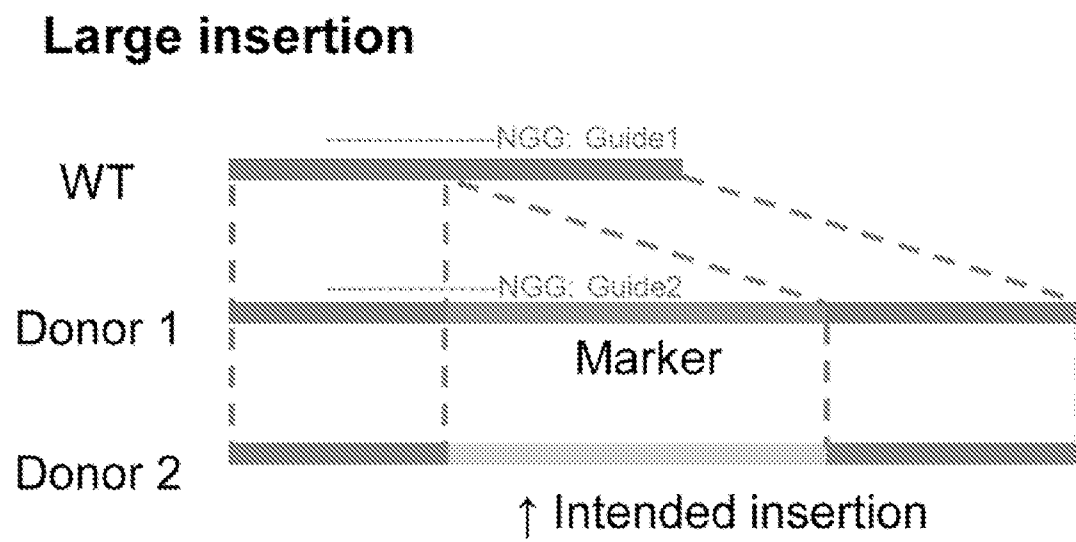 Large insertion
NGG: Guide1
WT
NGG: Guide2
Donor 1
Marker
Donor 2
↑ Intended insertion